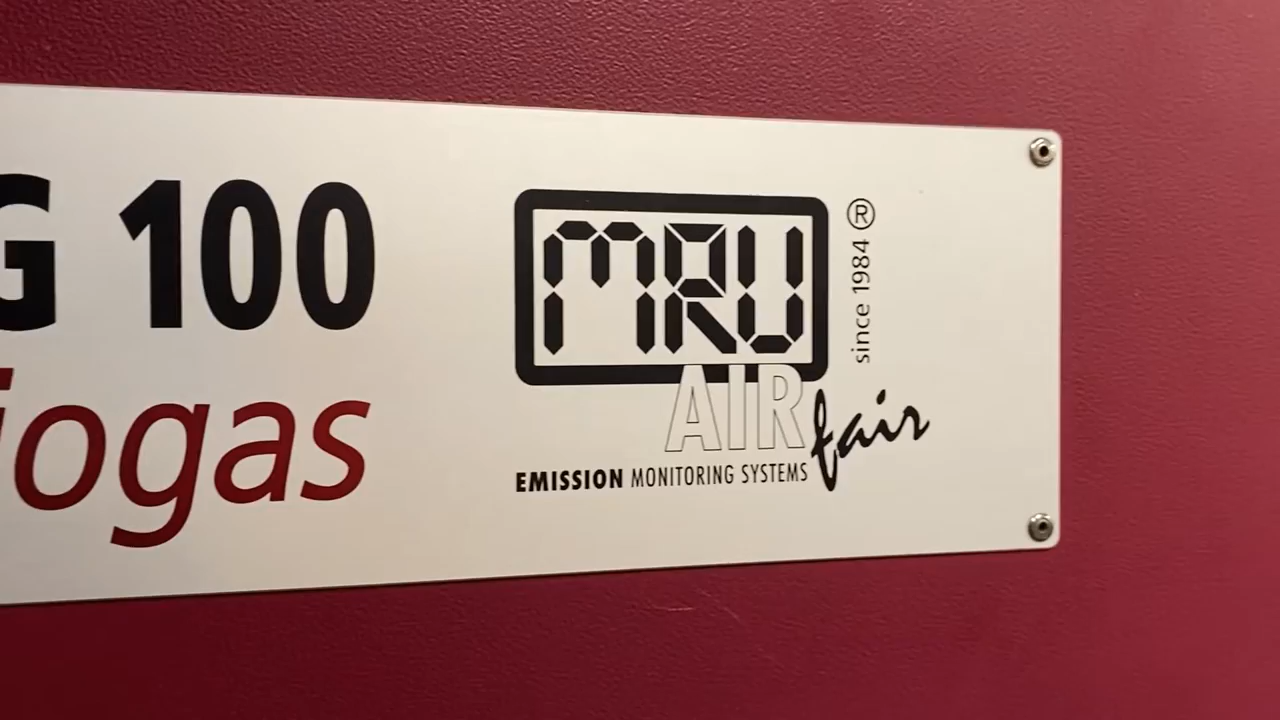 G 100
iogas
MRU
® since 1984
AIR fair
EMISSION MONITORING SYSTEMS